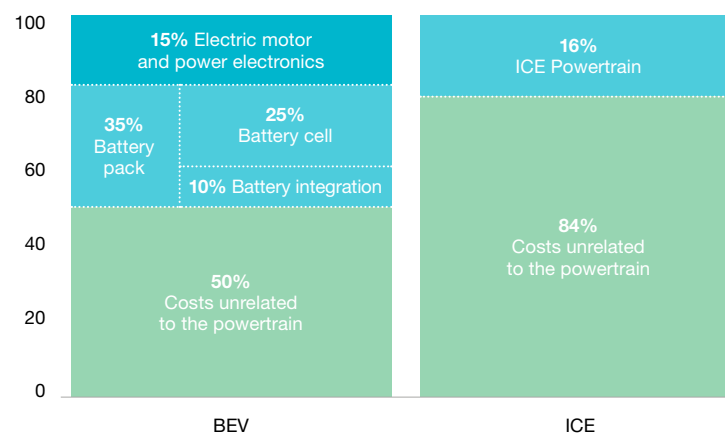 100
80
60
40
20
0
15% Electric motor
and power electronics
35%
Battery
pack
25%
Battery cell
10% Battery integration
50%
Costs unrelated
to the powertrain
16%
ICE Powertrain
84%
Costs unrelated
to the powertrain
BEV
ICE